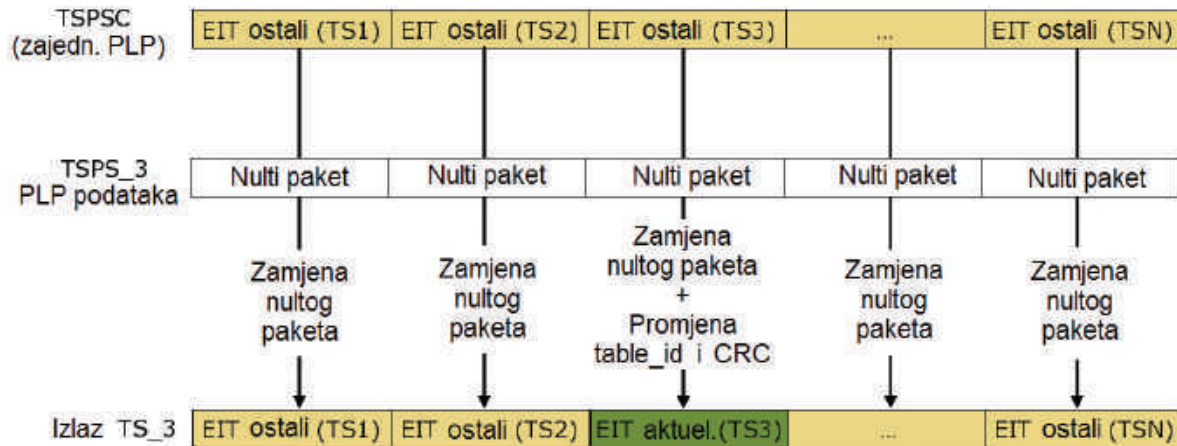 TSPSC
(zajedn. PLP)
EIT ostali (TS1) EIT ostali (TS2) EIT ostali (TS3) ... EIT ostali (TSN)
TSPS_3
PLP podataka
Nulti paket Nulti paket Nulti paket Nulti paket Nulti paket
Zamjena
nultog
paketa
Zamjena
nultog
paketa
Zamjena
nultog paketa
+
Promjena
table_id i CRC
Zamjena
nultog
paketa
Zamjena
nultog
paketa
Izlaz TS_3
EIT ostali (TS1) EIT ostali (TS2) EIT aktuel.(TS3) ... EIT ostali (TSN)